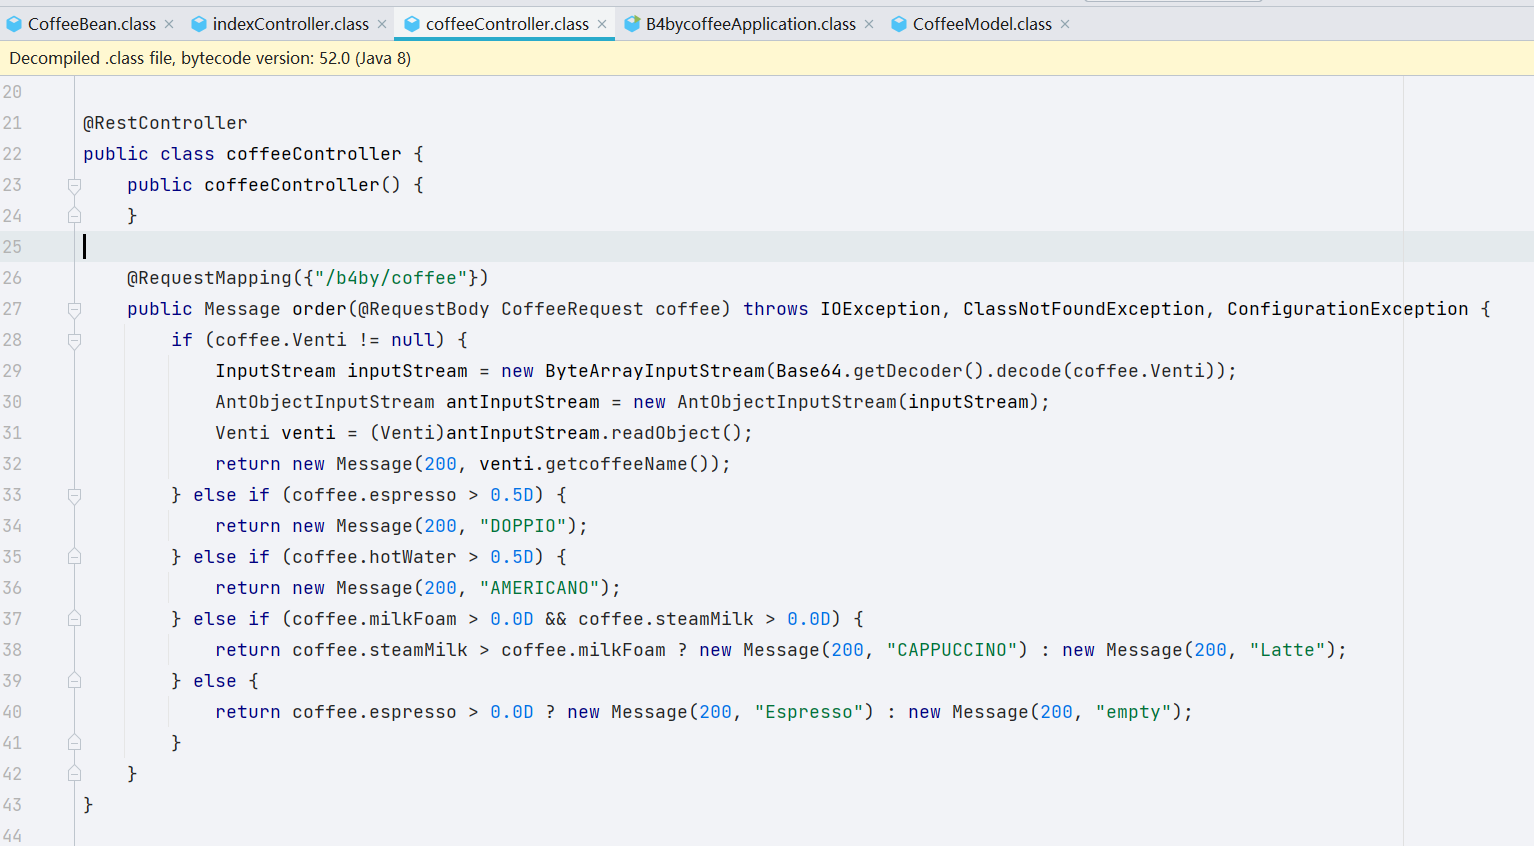 CoffeeBean.class × indexController.class × coffeeController.class × B4bycoffeeApplication.class × CoffeeModel.class ×
Decompiled .class file, bytecode version: 52.0 (Java 8)
20
21 @RestController
22 public class coffeeController {
23 public coffeeController() {
24 }
25
26 @RequestMapping({"/b4by/coffee"})
27 public Message order(@RequestBody CoffeeRequest coffee) throws IOException, ClassNotFoundException, ConfigurationException {
28 if (coffee.Venti != null) {
29 InputStream inputStream = new ByteArrayInputStream(Base64.getDecoder().decode(coffee.Venti));
30 AntObjectInputStream antInputStream = new AntObjectInputStream(inputStream);
31 Venti venti = (Venti)antInputStream.readObject();
32 return new Message(200, venti.getcoffeeName());
33 } else if (coffee.espresso > 0.5D) {
34 return new Message(200, "DOPPIO");
35 } else if (coffee.hotWater > 0.5D) {
36 return new Message(200, "AMERICANO");
37 } else if (coffee.milkFoam > 0.0D && coffee.steamMilk > 0.0D) {
38 return coffee.steamMilk > coffee.milkFoam ? new Message(200, "CAPPUCCINO") : new Message(200, "Latte");
39 } else {
40 return coffee.espresso > 0.0D ? new Message(200, "Espresso") : new Message(200, "empty");
41 }
42 }
43 }
44